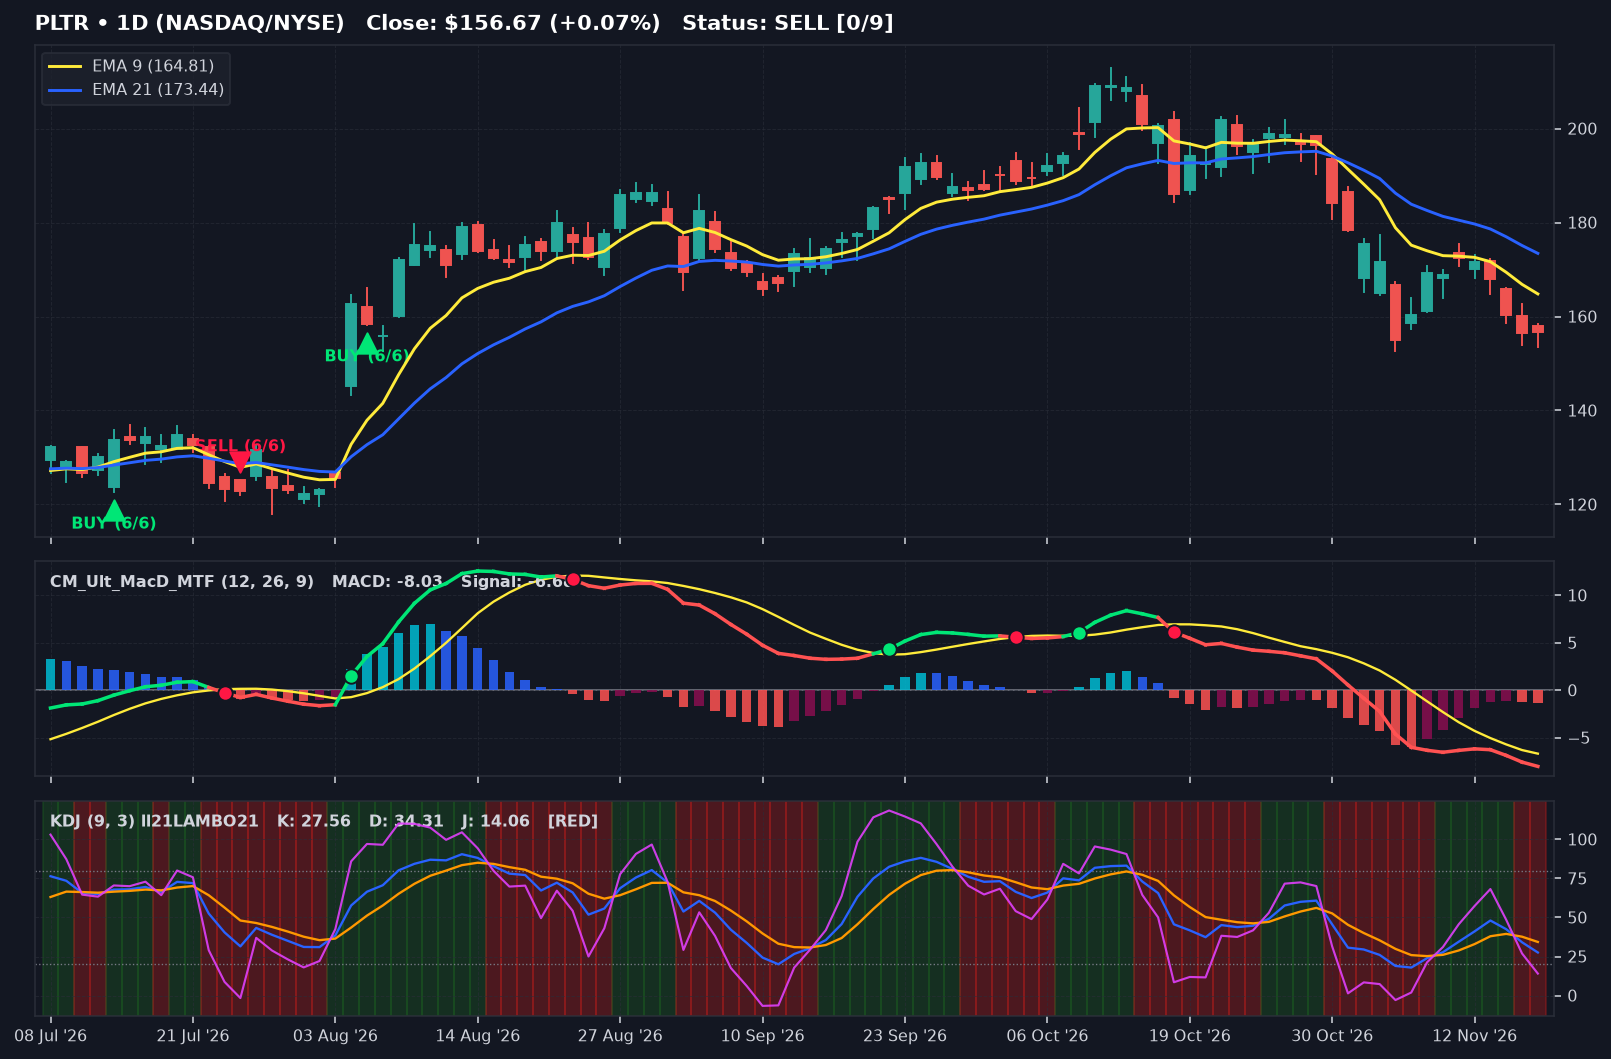 PLTR • 1D (NASDAQ/NYSE)   Close: $156.67 (+0.07%)   Status: SELL [0/9]
EMA 9 (164.81)
EMA 21 (173.44)
200
180
160
140
120
BUY (6/6)
SELL (6/6)
BUY (6/6)
CM_Ult_MacD_MTF (12, 26, 9)   MACD: -8.03   Signal: -6.6
10
5
0
−5
KDJ (9, 3) II21LAMBO21   K: 27.56   D: 34.31   J: 14.06   [RED]
100
75
50
25
0
08 Jul '26   21 Jul '26   03 Aug '26   14 Aug '26   27 Aug '26   10 Sep '26   23 Sep '26   06 Oct '26   19 Oct '26   30 Oct '26   12 Nov '26